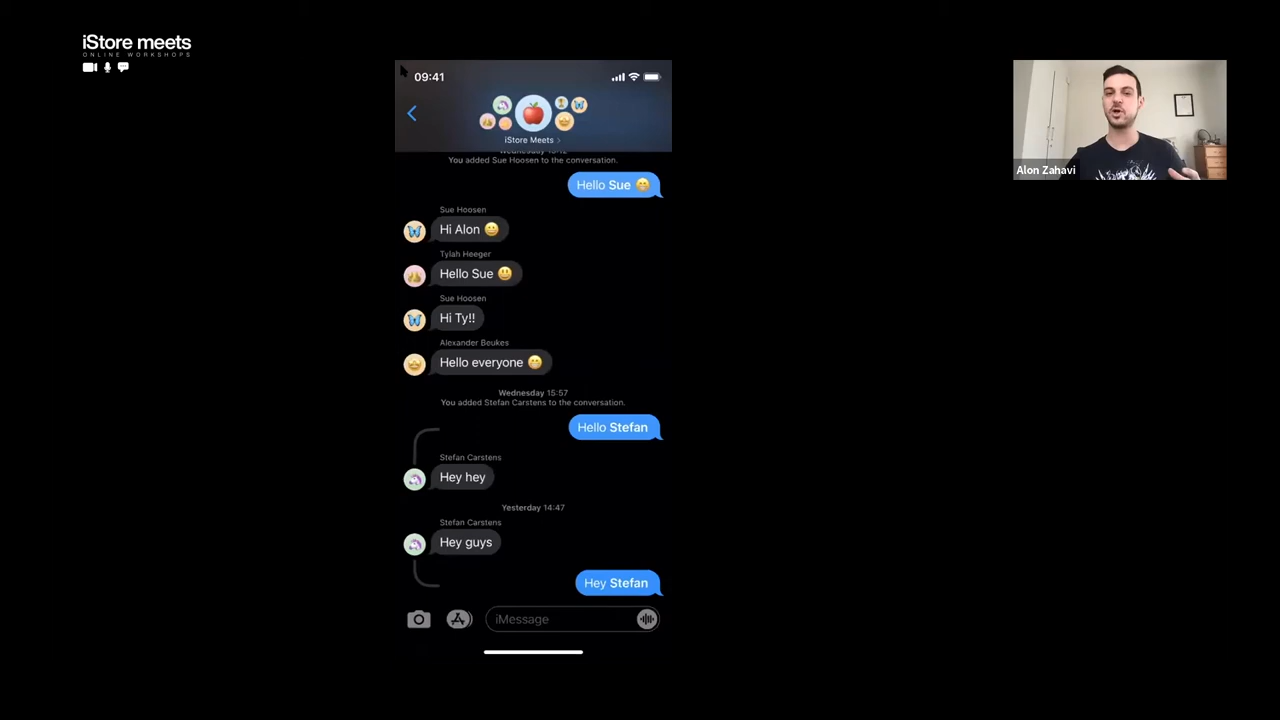 iStore meets
ONLINE WORKSHOPS
09:41
iStore Meets
Wednesday 15:12
You added Sue Hoosen to the conversation.
Hello Sue 😁
Sue Hoosen
Hi Alon 😀
Tylah Heeger
Hello Sue 😃
Sue Hoosen
Hi Ty!!
Alexander Beukes
Hello everyone 😁
Wednesday 15:57
You added Stefan Carstens to the conversation.
Hello Stefan
Stefan Carstens
Hey hey
Yesterday 14:47
Stefan Carstens
Hey guys
Hey Stefan
iMessage
Alon Zahavi